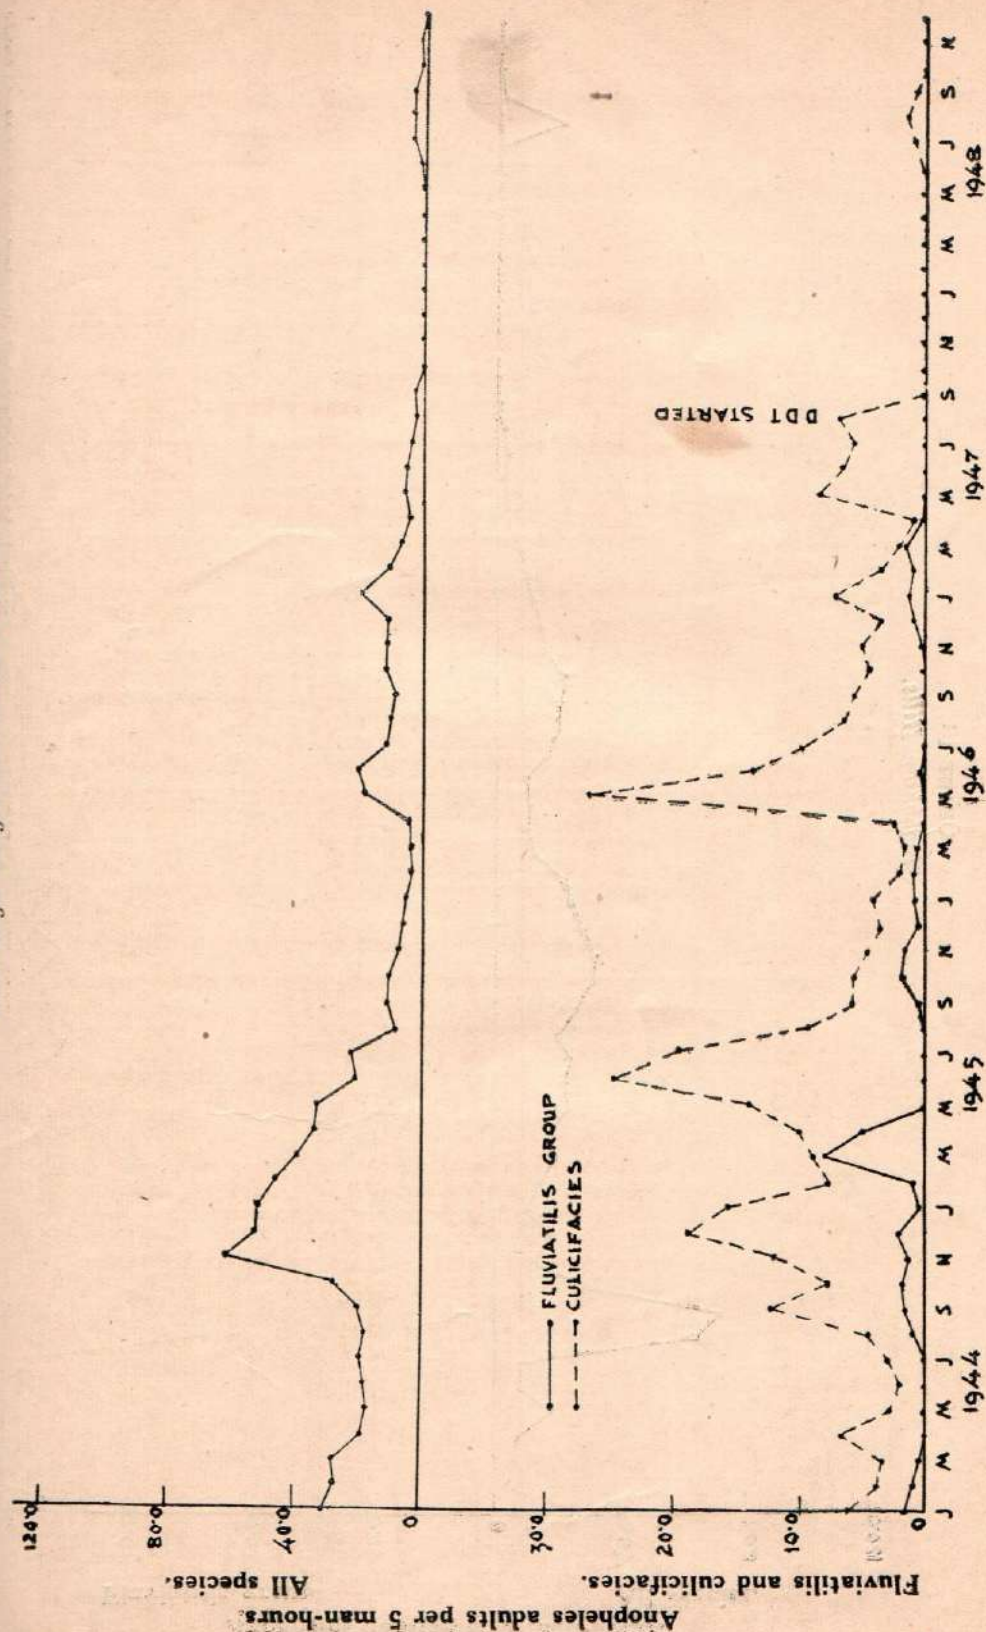 Anopheles adults per 5 man-hours.
All species.
120.0
80.0
40.0
0
Fluviatilis and culicifacies.
30.0
20.0
10.0
0
FLUVIATILIS GROUP
CULICIFACIES
DDT STARTED
J M M J S N J M M J S N J M M J S N J M M J S N J M M J S N
1944 1945 1946 1947 1948